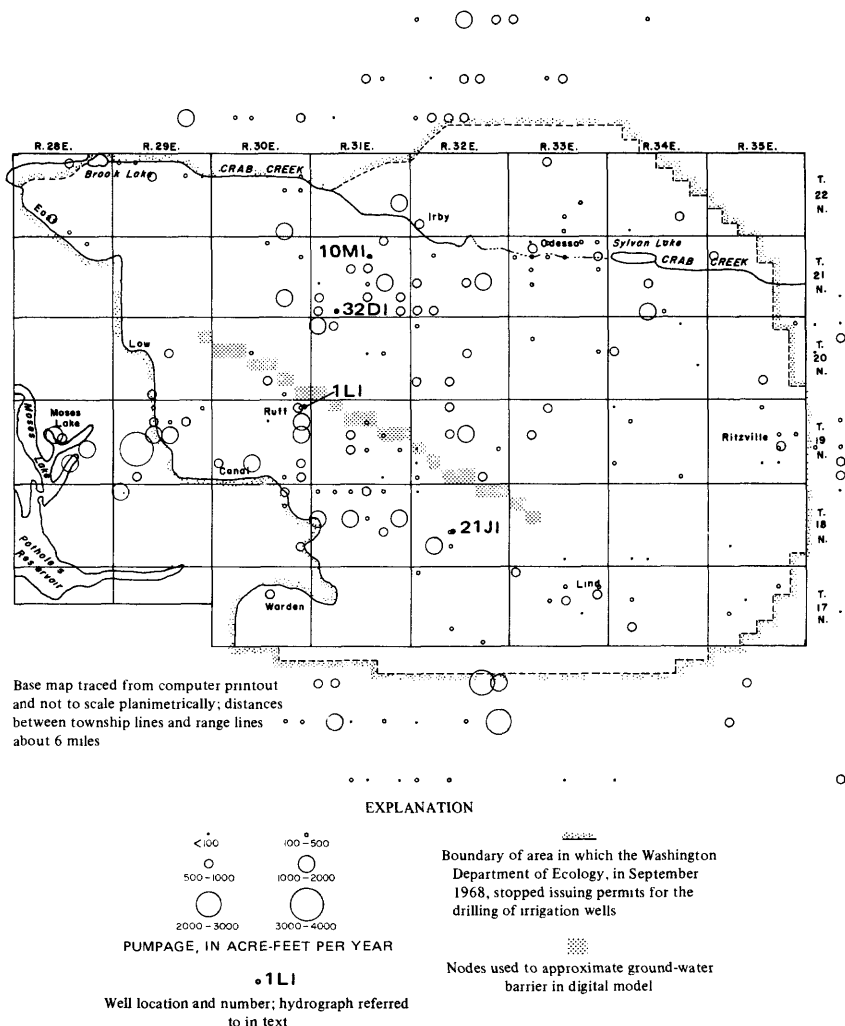 R.28E. R.29E. R.30E. R.31E. R.32E. R.33E. R.34E. R.35E.
Brook Lake
CRAB CREEK
T.
22
N.
East
Irby
10M1
Odessa
Sylvan Lake
CRAB CREEK
T.
21
N.
32D1
Low
T.
20
N.
1L1
Ruff
Moses
Lake
Moses
Lake
Ritzville
T.
19
N.
Canal
21J1
T.
18
N.
Potholes
Reservoir
Warden
Lind
T.
17
N.
Base map traced from computer printout
and not to scale planimetrically; distances
between township lines and range lines
about 6 miles
EXPLANATION
<100 100-500
500-1000 1000-2000
2000-3000 3000-4000
PUMPAGE, IN ACRE-FEET PER YEAR
1L1
Well location and number; hydrograph referred
to in text
Boundary of area in which the Washington
Department of Ecology, in September
1968, stopped issuing permits for the
drilling of irrigation wells
Nodes used to approximate ground-water
barrier in digital model